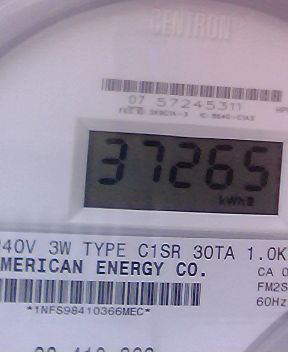 CENTRON
07 57245311
37265
kWh
240V 3W TYPE C1SR 30TA 1.0K
AMERICAN ENERGY CO.
CA 0
FM2S
60Hz
*1NFS98410366MEC*